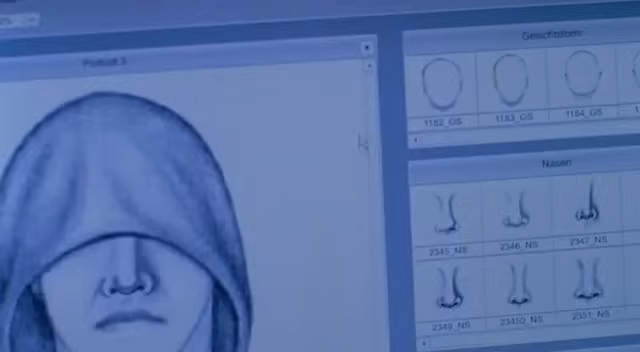 Portrait 3
Gesichtsform
1182_GS 1183_GS 1184_GS
Nasen
2345_NS 2346_NS 2347_NS
2349_NS 23450_NS 2351_NS